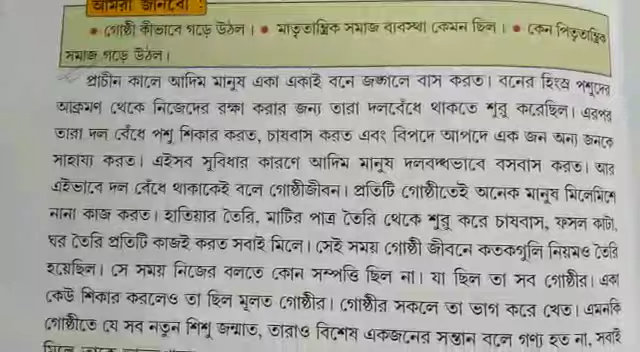 আমরা জানবো :
● গোষ্ঠী কীভাবে গড়ে উঠল। ● মাতৃতান্ত্রিক সমাজ ব্যবস্থা কেমন ছিল। ● কেন পিতৃতান্ত্রিক
সমাজ গড়ে উঠল।
প্রাচীন কালে আদিম মানুষ একা একাই বনে জঙ্গলে বাস করত। বনের হিংস্র পশুদের
আক্রমণ থেকে নিজেদের রক্ষা করার জন্য তারা দলবেঁধে থাকতে শুরু করেছিল। এরপর
তারা দল বেঁধে পশু শিকার করত, চাষবাস করত এবং বিপদে আপদে এক জন অন্য জনকে
সাহায্য করত। এইসব সুবিধার কারণে আদিম মানুষ দলবদ্ধভাবে বসবাস করত। আর
এইভাবে দল বেঁধে থাকাকেই বলে গোষ্ঠীজীবন। প্রতিটি গোষ্ঠীতেই অনেক মানুষ মিলেমিশে
নানা কাজ করত। হাতিয়ার তৈরি, মাটির পাত্র তৈরি থেকে শুরু করে চাষবাস, ফসল কাটা,
ঘর তৈরি প্রতিটি কাজই করত সবাই মিলে। সেই সময় গোষ্ঠী জীবনে কতকগুলি নিয়মও তৈরি
হয়েছিল। সে সময় নিজের বলতে কোন সম্পত্তি ছিল না। যা ছিল তা সব গোষ্ঠীর। একা
কেউ শিকার করলেও তা ছিল মূলত গোষ্ঠীর। গোষ্ঠীর সকলে তা ভাগ করে খেত। এমনকি
গোষ্ঠীতে যে সব নতুন শিশু জন্মাত, তারাও বিশেষ একজনের সন্তান বলে গণ্য হত না, সবাই